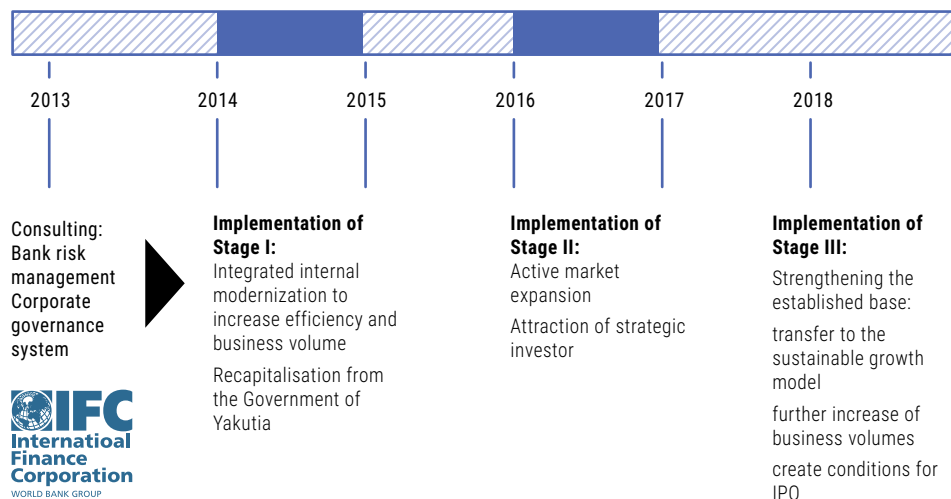 2013
2014
2015
2016
2017
2018
Consulting:
Bank risk
management
Corporate
governance
system
IFC
Internatioal
Finance
Corporation
WORLD BANK GROUP
Implementation of
Stage I:
Integrated internal
modernization to
increase efficiency and
business volume
Recapitalisation from
the Government of
Yakutia
Implementation of
Stage II:
Active market
expansion
Attraction of strategic
investor
Implementation of
Stage III:
Strengthening the
established base:
transfer to the
sustainable growth
model
further increase of
business volumes
create conditions for
IPO